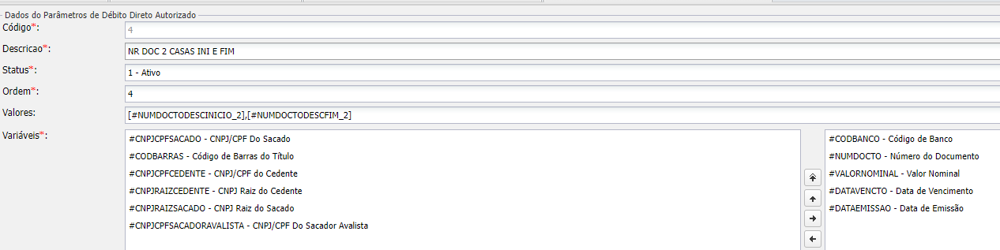 Dados do Parâmetros de Débito Direto Autorizado
Código*: 4
Descricao*: NR DOC 2 CASAS INI E FIM
Status*: 1 - Ativo
Ordem*: 4
Valores: [#NUMDOCTODESCINICIO_2],[#NUMDOCTODESCFIM_2]
Variáveis*:
#CNPJCPFSACADO - CNPJ/CPF Do Sacado
#CODBARRAS - Código de Barras do Título
#CNPJCPFCEDENTE - CNPJ/CPF do Cedente
#CNPJRAIZCEDENTE - CNPJ Raiz do Cedente
#CNPJRAIZSACADO - CNPJ Raiz do Sacado
#CNPJCPFSACADORAVALISTA - CNPJ/CPF Do Sacador Avalista
#CODBANCO - Código de Banco
#NUMDOCTO - Número do Documento
#VALORNOMINAL - Valor Nominal
#DATAVENCTO - Data de Vencimento
#DATAEMISSAO - Data de Emissão